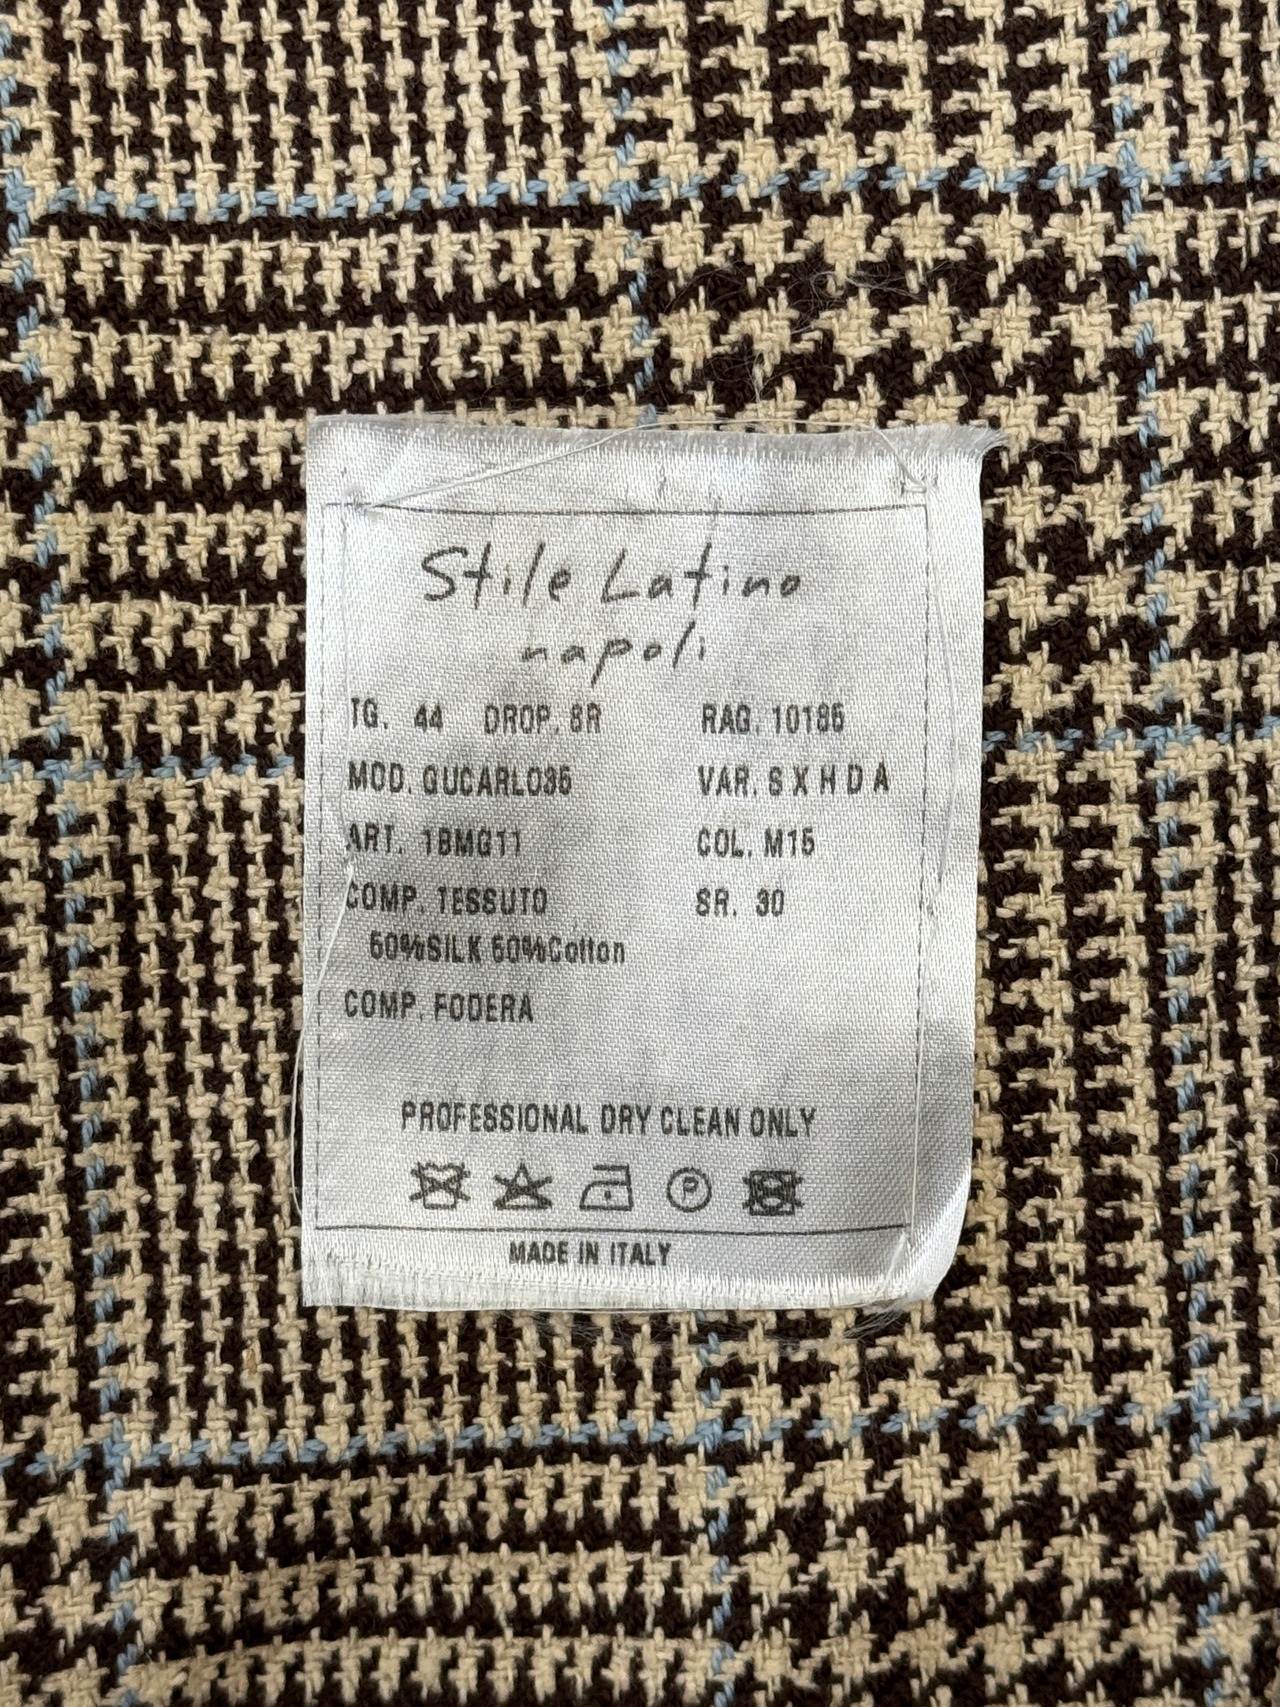 Stile Latino
napoli
TG. 44 DROP. 8R RAG. 10186
MOD. GUCARLO36 VAR. S X H D A
ART. 18MG11 COL. M15
COMP. TESSUTO SR. 30
50%SILK 50%Cotton
COMP. FODERA
PROFESSIONAL DRY CLEAN ONLY
P
MADE IN ITALY